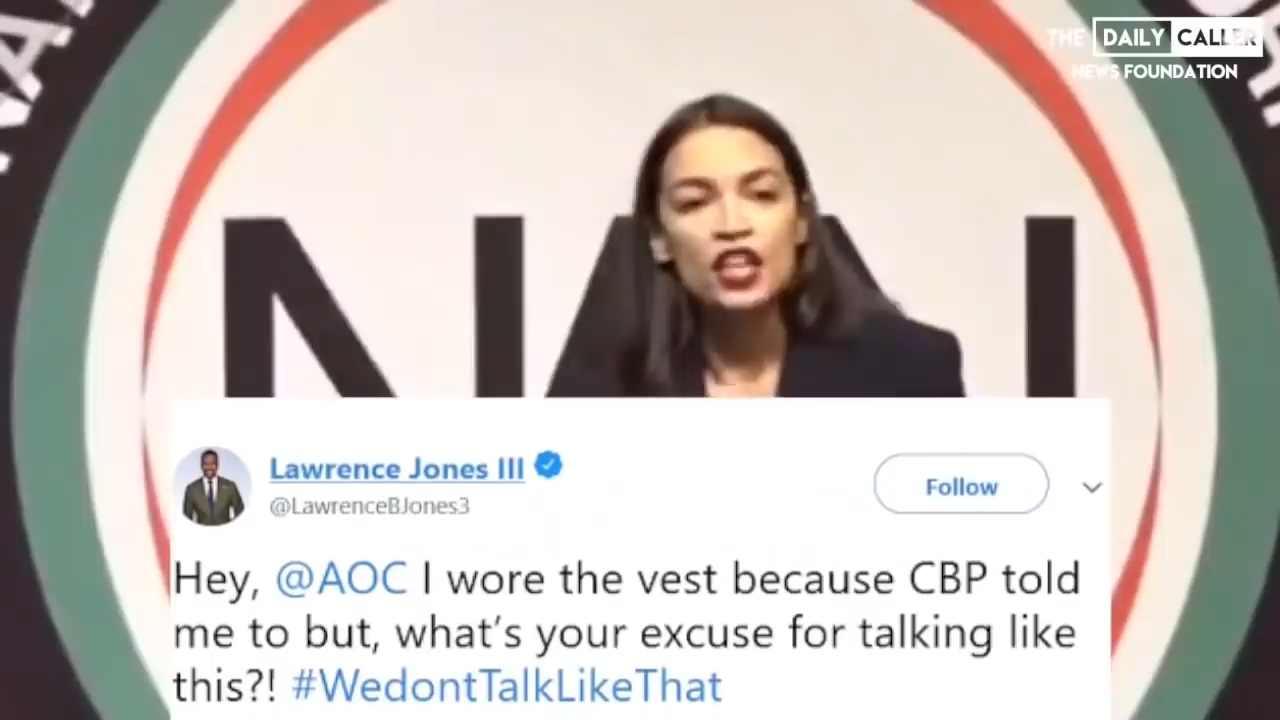 THE DAILY CALLER
NEWS FOUNDATION
NAN
Lawrence Jones III
@LawrenceBJones3
Follow
Hey, @AOC I wore the vest because CBP told
me to but, what's your excuse for talking like
this?! #WedontTalkLikeThat